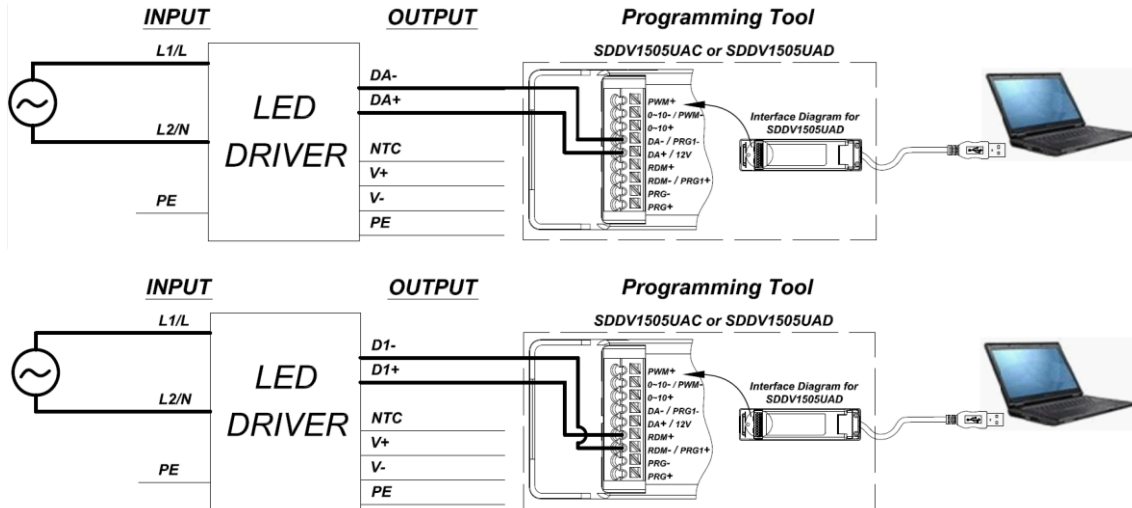 INPUT
OUTPUT
Programming Tool
L1/L
SDDV1505UAC or SDDV1505UAD
DA-
DA+
LED
DRIVER
L2/N
NTC
V+
V-
PE
PE
PWM+
0~10- / PWM-
0~10+
DA- / PRG1-
DA+ / 12V
RDM+
RDM- / PRG1+
PRG-
PRG+
Interface Diagram for
SDDV1505UAD
INPUT
OUTPUT
Programming Tool
L1/L
SDDV1505UAC or SDDV1505UAD
D1-
D1+
LED
DRIVER
L2/N
NTC
V+
V-
PE
PE
PWM+
0~10- / PWM-
0~10+
DA- / PRG1-
DA+ / 12V
RDM+
RDM- / PRG1+
PRG-
PRG+
Interface Diagram for
SDDV1505UAD